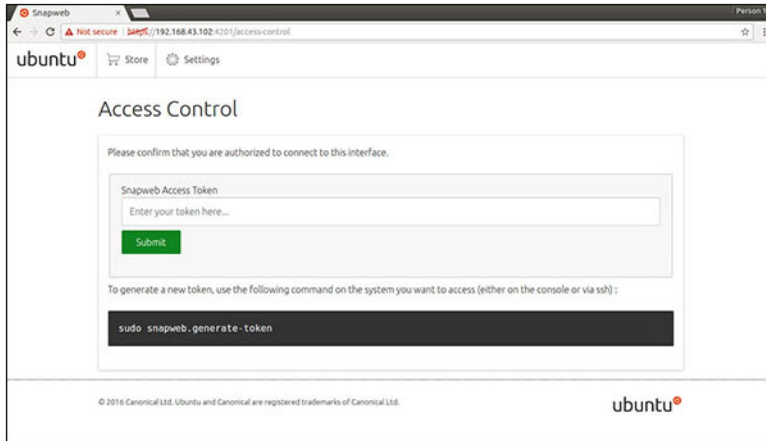 Snapweb
Person 1
Not secure https://192.168.43.102:4201/access-control
ubuntu Store Settings
Access Control
Please confirm that you are authorized to connect to this interface.
Snapweb Access Token
Enter your token here...
Submit
To generate a new token, use the following command on the system you want to access (either on the console or via ssh) :
sudo snapweb.generate-token
© 2016 Canonical Ltd. Ubuntu and Canonical are registered trademarks of Canonical Ltd.
ubuntu